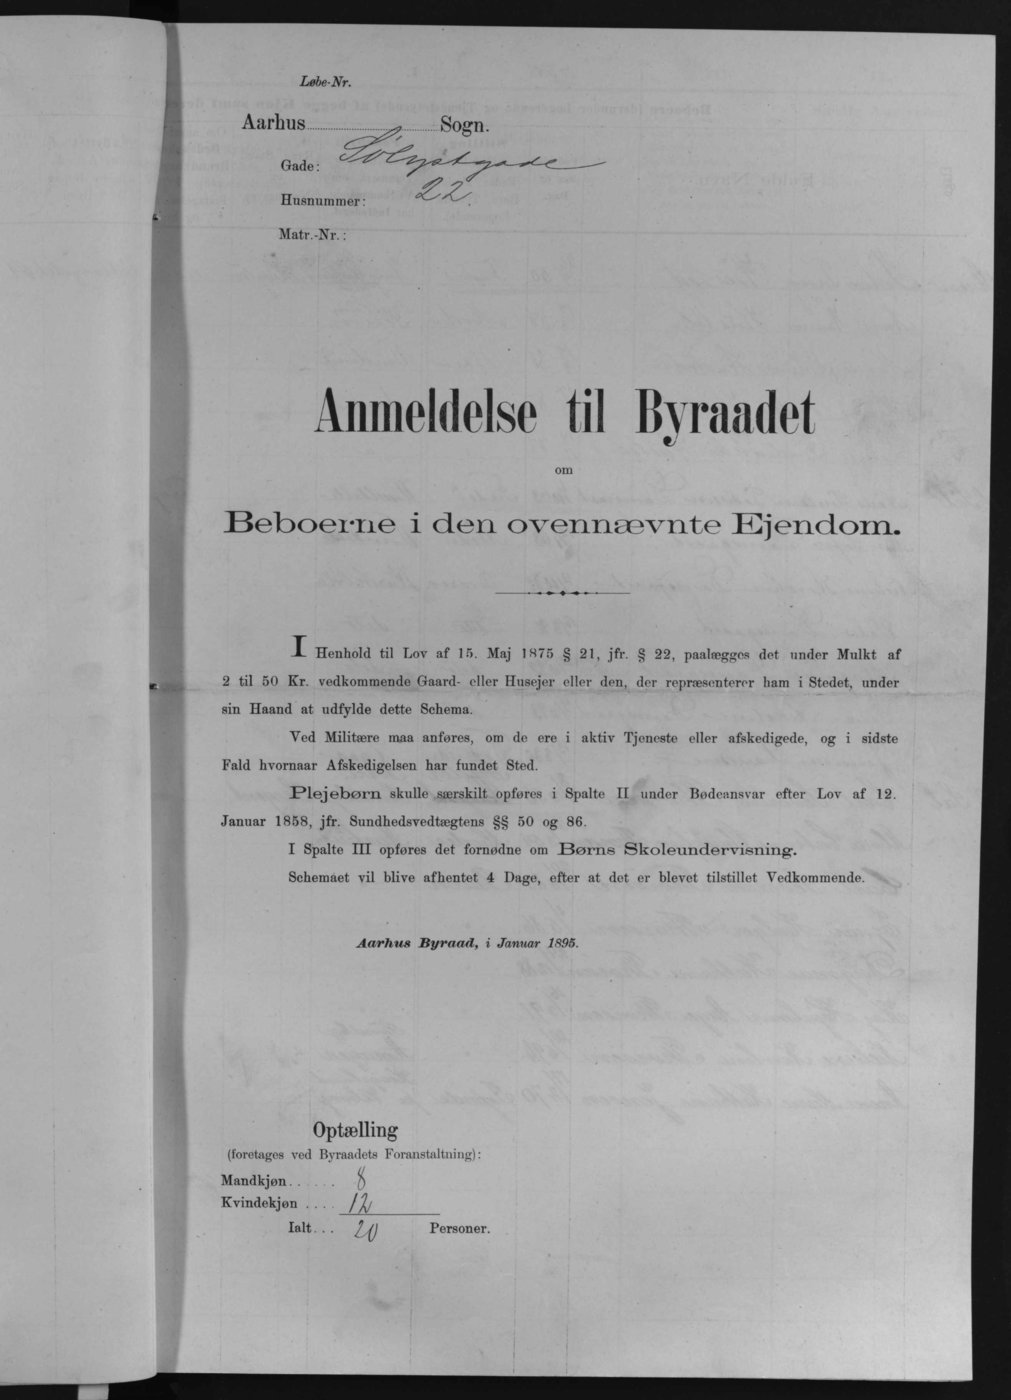 Løbe-Nr.
Aarhus Sogn.
Gade: Sølystgade
Husnummer: 22.
Matr.-Nr.:
Anmeldelse til Byraadet
om
Beboerne i den ovennævnte Ejendom.
I Henhold til Lov af 15. Maj 1875 § 21, jfr. § 22, paalægges det under Mulkt af
2 til 50 Kr. vedkommende Gaard- eller Husejer eller den, der repræsenterer ham i Stedet, under
sin Haand at udfylde dette Schema.
Ved Militære maa anføres, om de ere i aktiv Tjeneste eller afskedigede, og i sidste
Fald hvornaar Afskedigelsen har fundet Sted.
Plejebørn skulle særskilt opføres i Spalte II under Bødeansvar efter Lov af 12.
Januar 1858, jfr. Sundhedsvedtægtens §§ 50 og 86.
I Spalte III opføres det fornødne om Børns Skoleundervisning.
Schemaet vil blive afhentet 4 Dage, efter at det er blevet tilstillet Vedkommende.
Aarhus Byraad, i Januar 1895.
Optælling
(foretages ved Byraadets Foranstaltning):
Mandkjøn...... 8
Kvindekjøn .... 12
Ialt... 20 Personer.